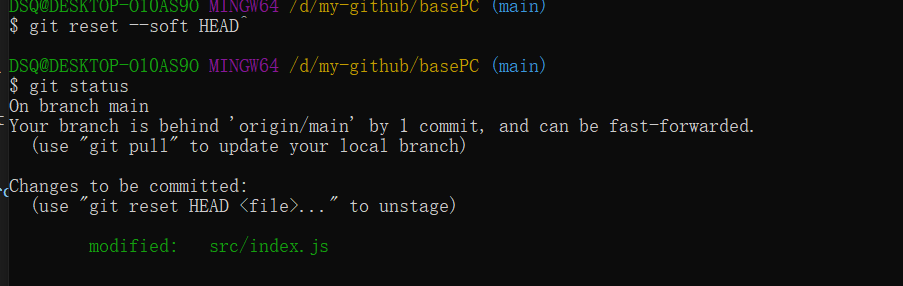 DSQ@DESKTOP-010AS90 MINGW64 /d/my-github/basePC (main)
$ git reset --soft HEAD^
DSQ@DESKTOP-010AS90 MINGW64 /d/my-github/basePC (main)
$ git status
On branch main
Your branch is behind 'origin/main' by 1 commit, and can be fast-forwarded.
(use "git pull" to update your local branch)
Changes to be committed:
(use "git reset HEAD <file>..." to unstage)
modified: src/index.js